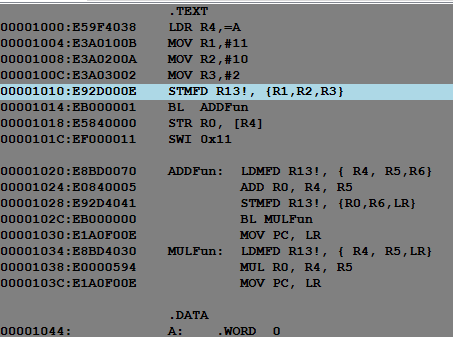 .TEXT
00001000:E59F4038 LDR R4,=A
00001004:E3A0100B MOV R1,#11
00001008:E3A0200A MOV R2,#10
0000100C:E3A03002 MOV R3,#2
00001010:E92D000E STMFD R13!, {R1,R2,R3}
00001014:EB000001 BL ADDFun
00001018:E5840000 STR R0, [R4]
0000101C:EF000011 SWI 0x11
00001020:E8BD0070 ADDFun: LDMFD R13!, { R4, R5,R6}
00001024:E0840005 ADD R0, R4, R5
00001028:E92D4041 STMFD R13!, {R0,R6,LR}
0000102C:EB000000 BL MULFun
00001030:E1A0F00E MOV PC, LR
00001034:E8BD4030 MULFun: LDMFD R13!, { R4, R5,LR}
00001038:E0000594 MUL R0, R4, R5
0000103C:E1A0F00E MOV PC, LR
.DATA
00001044: A: .WORD 0